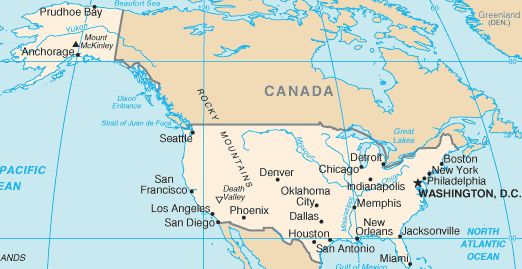 Prudhoe Bay
Beaufort Sea
Greenland
(DEN.)
Yukon
Mount
McKinley
Anchorage
Dixon
Entrance
ROCKY
MOUNTAINS
CANADA
Strait of Juan de Fuca
Great
Lakes
Seattle
Missouri
NORTH
ATLANTIC
OCEAN
PACIFIC
EAN
Detroit
Boston
Chicago
New York
Philadelphia
WASHINGTON, D.C.
San
Francisco
Denver
Indianapolis
Death
Valley
Oklahoma
City
Memphis
Mississippi
Los Angeles
Phoenix
Dallas
San Diego
New
Orleans
Jacksonville
Houston
San Antonio
Miami
Gulf of Mexico
LANDS